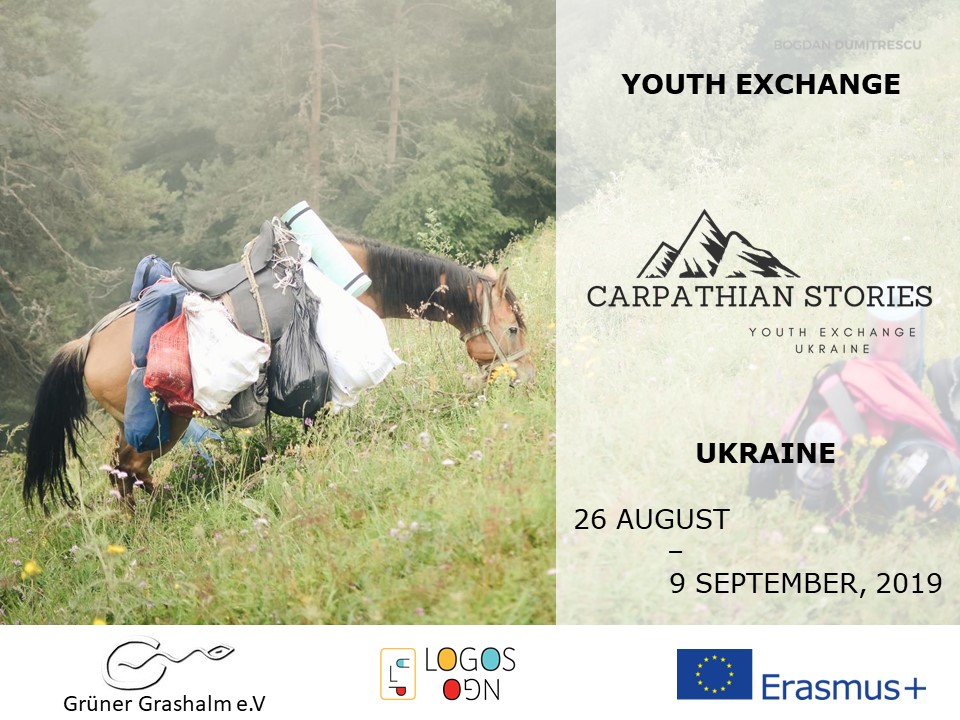 BOGDAN DUMITRESCU
YOUTH EXCHANGE
CARPATHIAN STORIES
YOUTH EXCHANGE
UKRAINE
UKRAINE
26 AUGUST
–
9 SEPTEMBER, 2019
Grüner Grashalm e.V
LOGOS
NGO
Erasmus+